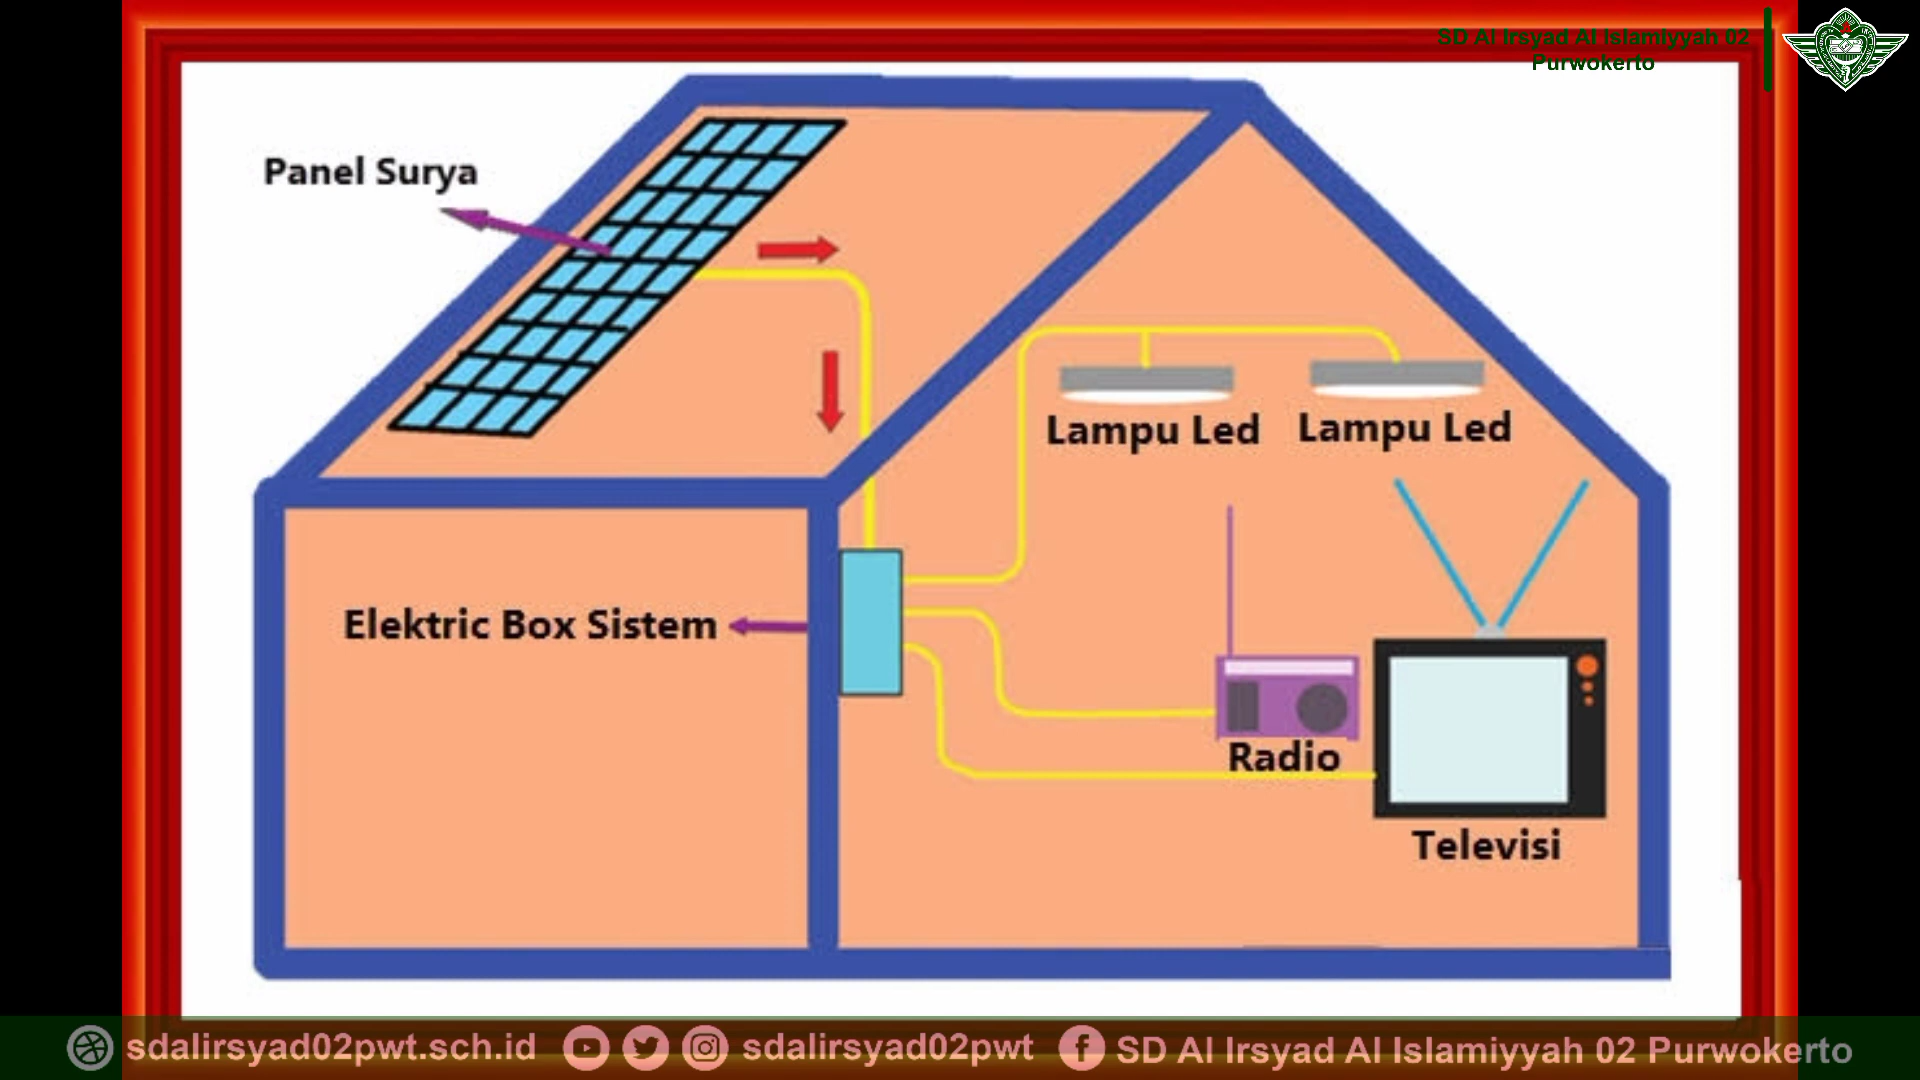 SD Al Irsyad Al Islamiyyah 02
Purwokerto
Panel Surya
Lampu Led
Lampu Led
Elektric Box Sistem
Radio
Televisi
sdalirsyad02pwt.sch.id sdalirsyad02pwt SD Al Irsyad Al Islamiyyah 02 Purwokerto